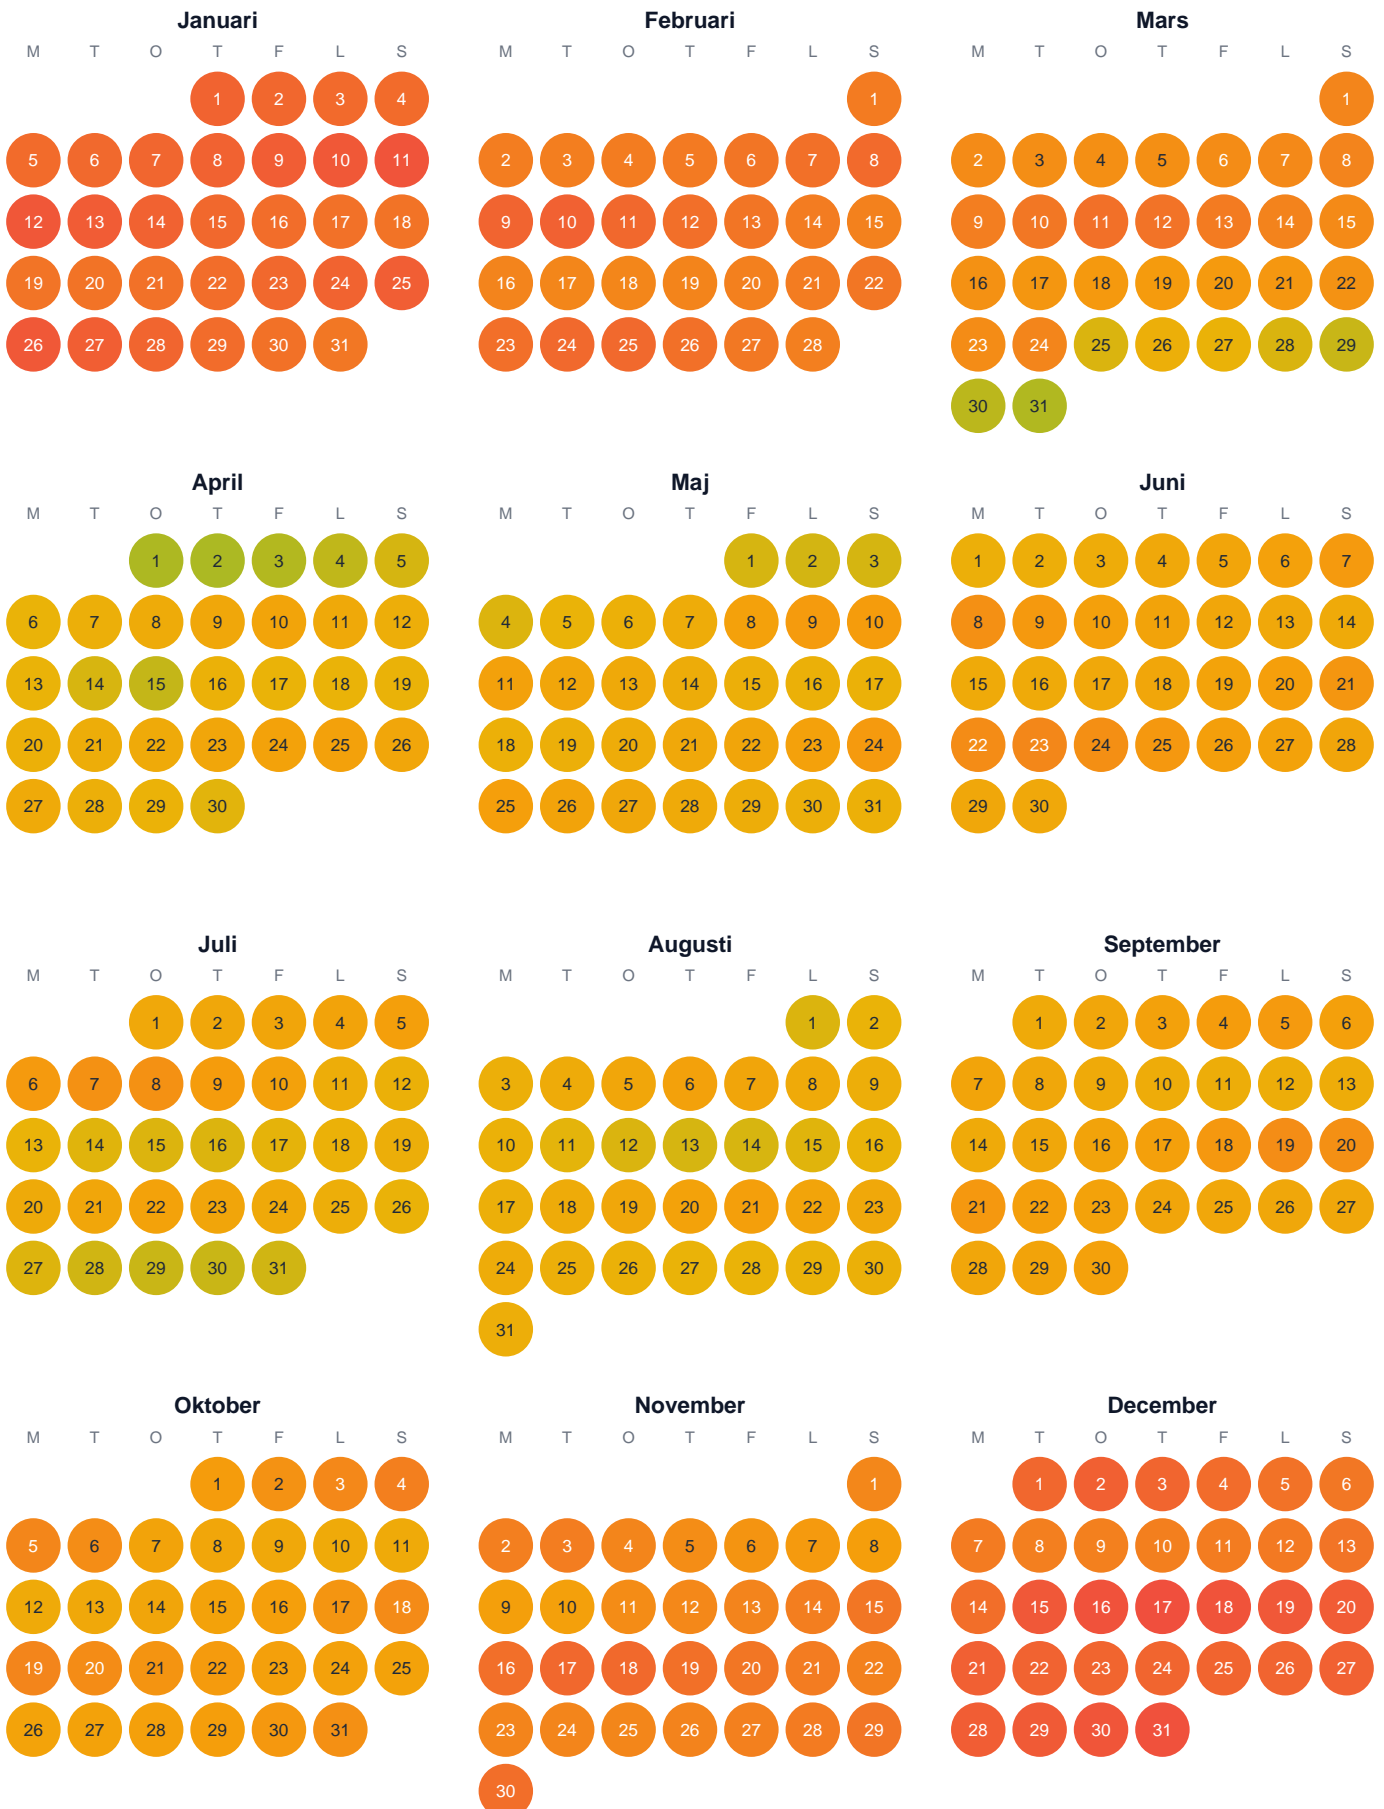 Januari Februari Mars
M T O T F L S M T O T F L S M T O T F L S
1 2 3 4 1 1
5 6 7 8 9 10 11 2 3 4 5 6 7 8 2 3 4 5 6 7 8
12 13 14 15 16 17 18 9 10 11 12 13 14 15 9 10 11 12 13 14 15
19 20 21 22 23 24 25 16 17 18 19 20 21 22 16 17 18 19 20 21 22
26 27 28 29 30 31 23 24 25 26 27 28 23 24 25 26 27 28 29
30 31
April Maj Juni
M T O T F L S M T O T F L S M T O T F L S
1 2 3 4 5 1 2 3 1 2 3 4 5 6 7
6 7 8 9 10 11 12 4 5 6 7 8 9 10 8 9 10 11 12 13 14
13 14 15 16 17 18 19 11 12 13 14 15 16 17 15 16 17 18 19 20 21
20 21 22 23 24 25 26 18 19 20 21 22 23 24 22 23 24 25 26 27 28
27 28 29 30 25 26 27 28 29 30 31 29 30
Juli Augusti September
M T O T F L S M T O T F L S M T O T F L S
1 2 3 4 5 1 2 1 2 3 4 5 6
6 7 8 9 10 11 12 3 4 5 6 7 8 9 7 8 9 10 11 12 13
13 14 15 16 17 18 19 10 11 12 13 14 15 16 14 15 16 17 18 19 20
20 21 22 23 24 25 26 17 18 19 20 21 22 23 21 22 23 24 25 26 27
27 28 29 30 31 24 25 26 27 28 29 30 28 29 30
31
Oktober November December
M T O T F L S M T O T F L S M T O T F L S
1 2 3 4 1 1 2 3 4 5 6
5 6 7 8 9 10 11 2 3 4 5 6 7 8 7 8 9 10 11 12 13
12 13 14 15 16 17 18 9 10 11 12 13 14 15 14 15 16 17 18 19 20
19 20 21 22 23 24 25 16 17 18 19 20 21 22 21 22 23 24 25 26 27
26 27 28 29 30 31 23 24 25 26 27 28 29 28 29 30 31
30